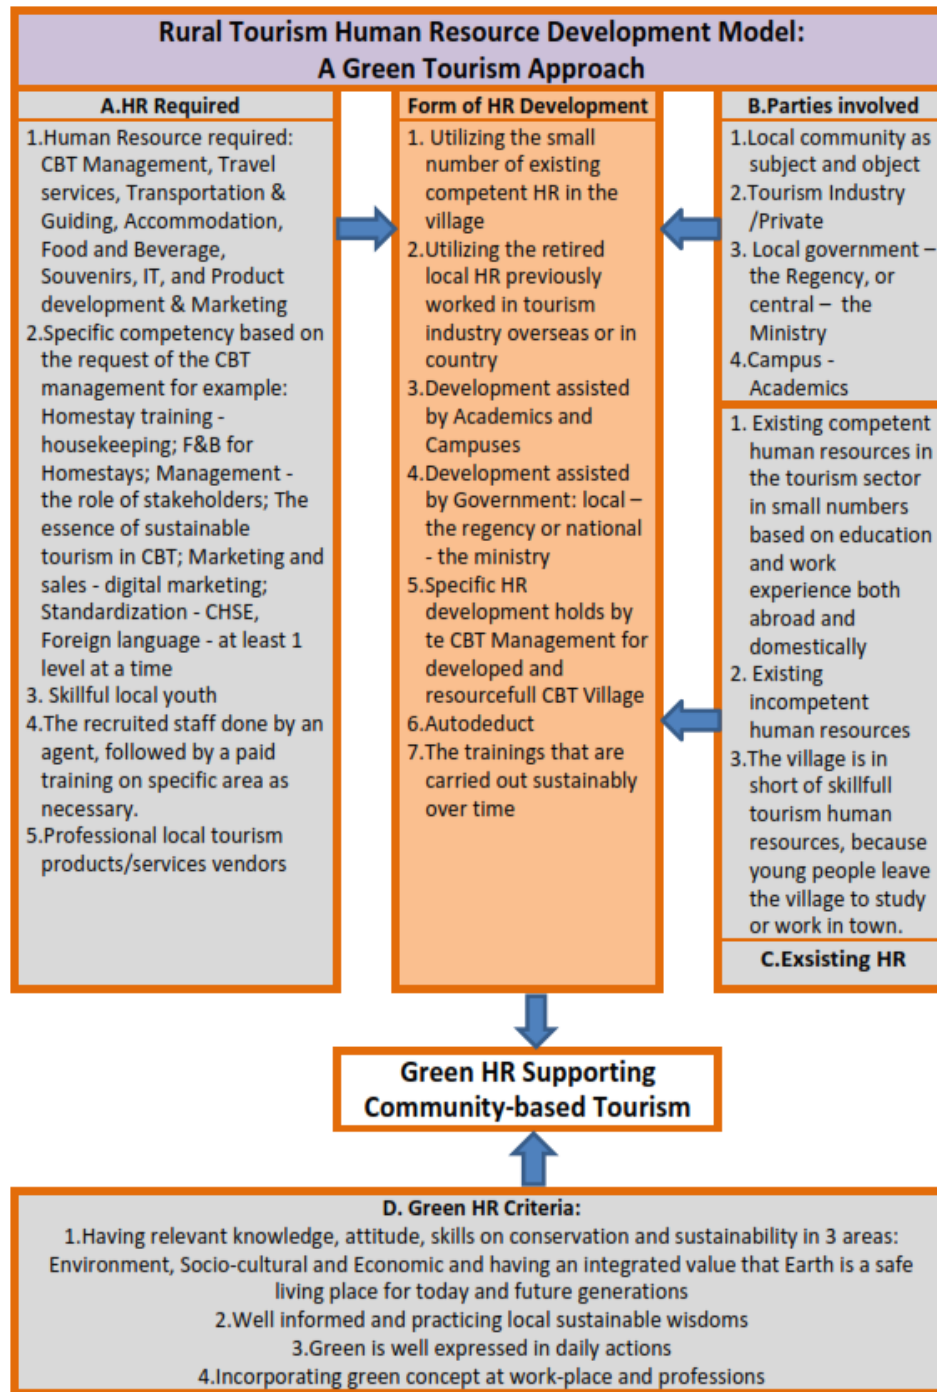 Rural Tourism Human Resource Development Model:
A Green Tourism Approach
A.HR Required
1.Human Resource required:
CBT Management, Travel
services, Transportation &
Guiding, Accommodation,
Food and Beverage,
Souvenirs, IT, and Product
development & Marketing
2.Specific competency based on
the request of the CBT
management for example:
Homestay training -
housekeeping; F&B for
Homestays; Management -
the role of stakeholders; The
essence of sustainable
tourism in CBT; Marketing and
sales - digital marketing;
Standardization - CHSE,
Foreign language - at least 1
level at a time
3. Skillful local youth
4.The recruited staff done by an
agent, followed by a paid
training on specific area as
necessary.
5.Professional local tourism
products/services vendors
Form of HR Development
1. Utilizing the small
number of existing
competent HR in the
village
2.Utilizing the retired
local HR previously
worked in tourism
industry overseas or in
country
3.Development assisted
by Academics and
Campuses
4.Development assisted
by Government: local –
the regency or national
- the ministry
5.Specific HR
development holds by
te CBT Management for
developed and
resourcefull CBT Village
6.Autodeduct
7.The trainings that are
carried out sustainably
over time
B.Parties involved
1.Local community as
subject and object
2.Tourism Industry
/Private
3. Local government –
the Regency, or
central – the
Ministry
4.Campus -
Academics
1. Existing competent
human resources in
the tourism sector
in small numbers
based on education
and work
experience both
abroad and
domestically
2. Existing
incompetent
human resources
3.The village is in
short of skillfull
tourism human
resources, because
young people leave
the village to study
or work in town.
C.Exsisting HR
Green HR Supporting
Community-based Tourism
D. Green HR Criteria:
1.Having relevant knowledge, attitude, skills on conservation and sustainability in 3 areas:
Environment, Socio-cultural and Economic and having an integrated value that Earth is a safe
living place for today and future generations
2.Well informed and practicing local sustainable wisdoms
3.Green is well expressed in daily actions
4.Incorporating green concept at work-place and professions